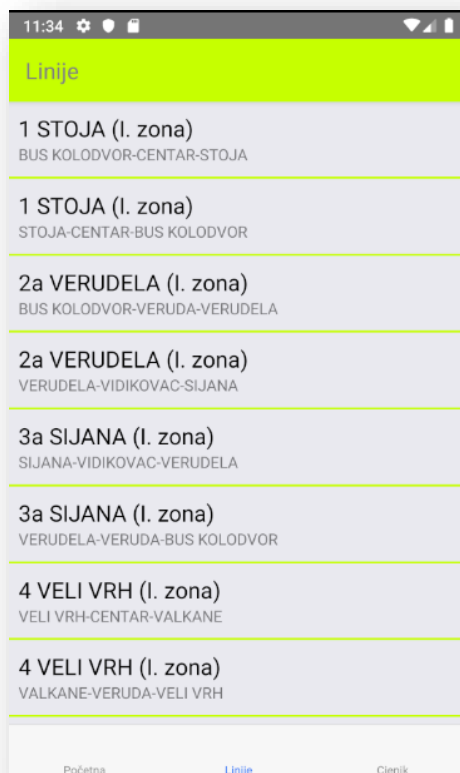 11:34
Linije
1 STOJA (I. zona)
BUS KOLODVOR-CENTAR-STOJA
1 STOJA (I. zona)
STOJA-CENTAR-BUS KOLODVOR
2a VERUDELA (I. zona)
BUS KOLODVOR-VERUDA-VERUDELA
2a VERUDELA (I. zona)
VERUDELA-VIDIKOVAC-SIJANA
3a SIJANA (I. zona)
SIJANA-VIDIKOVAC-VERUDELA
3a SIJANA (I. zona)
VERUDELA-VERUDA-BUS KOLODVOR
4 VELI VRH (I. zona)
VELI VRH-CENTAR-VALKANE
4 VELI VRH (I. zona)
VALKANE-VERUDA-VELI VRH
Početna Linije Cjenik